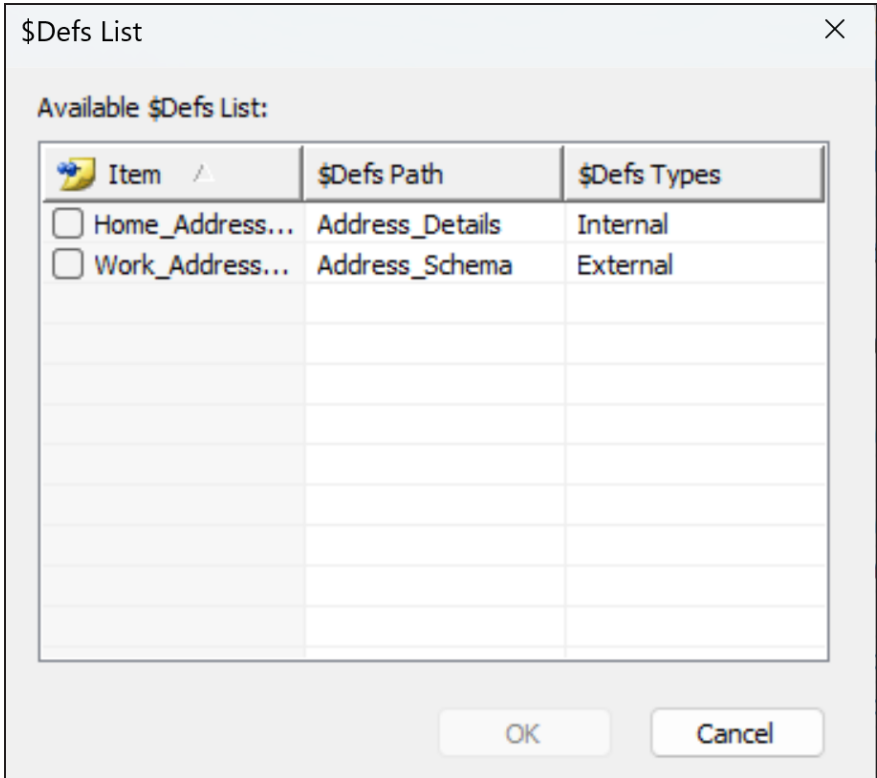 $Defs List
Available $Defs List:
Item $Defs Path $Defs Types
Home_Address... Address_Details Internal
Work_Address... Address_Schema External
OK Cancel